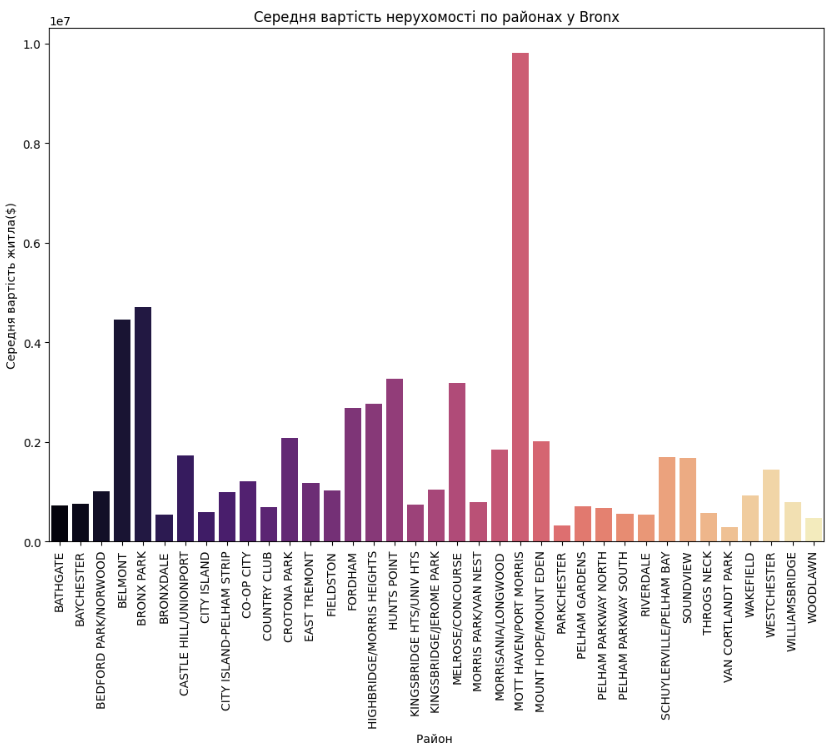 Середня вартість нерухомості по районах у Bronx
1e7
1.0
0.8
0.6
0.4
0.2
0.0
Середня вартість житла($)
BATHGATE
BAYCHESTER
BEDFORD PARK/NORWOOD
BELMONT
BRONX PARK
BRONXDALE
CASTLE HILL/UNIONPORT
CITY ISLAND
CITY ISLAND-PELHAM STRIP
CO-OP CITY
COUNTRY CLUB
CROTONA PARK
EAST TREMONT
FIELDSTON
FORDHAM
HIGHBRIDGE/MORRIS HEIGHTS
HUNTS POINT
KINGSBRIDGE HTS/UNIV HTS
KINGSBRIDGE/JEROME PARK
MELROSE/CONCOURSE
MORRIS PARK/VAN NEST
MORRISANIA/LONGWOOD
MOTT HAVEN/PORT MORRIS
MOUNT HOPE/MOUNT EDEN
PARKCHESTER
PELHAM GARDENS
PELHAM PARKWAY NORTH
PELHAM PARKWAY SOUTH
RIVERDALE
SCHUYLERVILLE/PELHAM BAY
SOUNDVIEW
THROGS NECK
VAN CORTLANDT PARK
WAKEFIELD
WESTCHESTER
WILLIAMSBRIDGE
WOODLAWN
Район